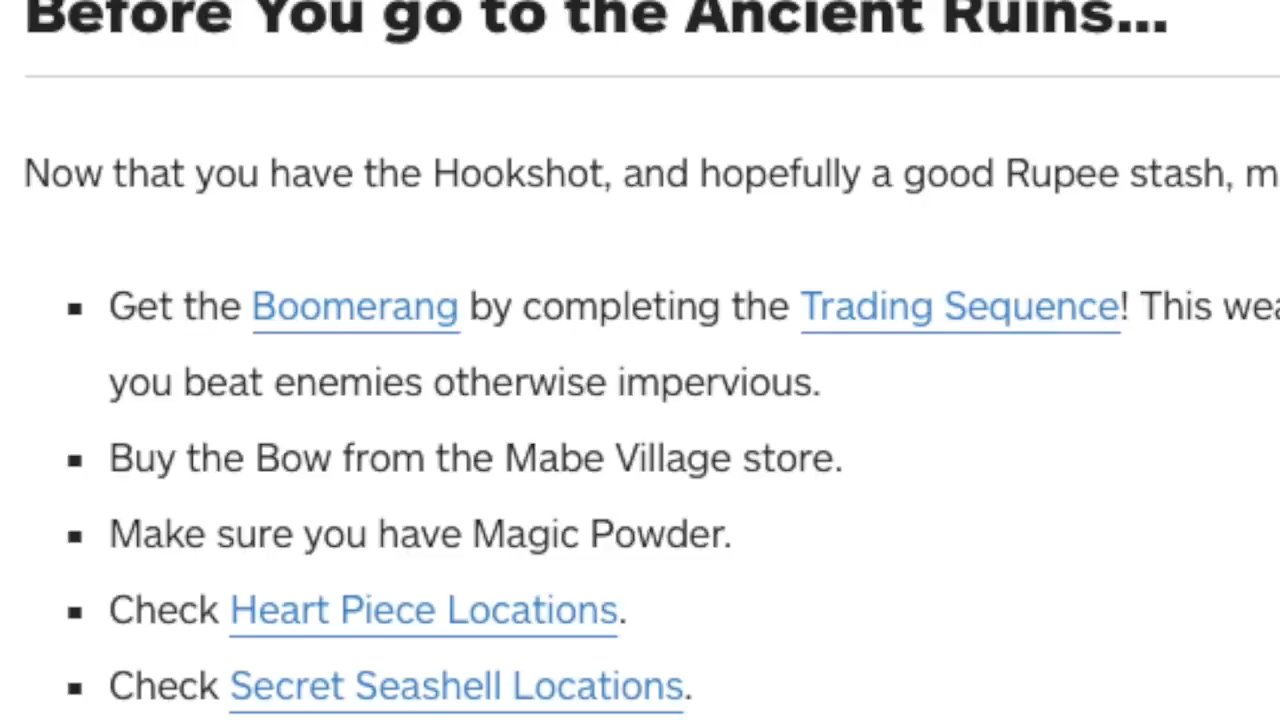 Before You go to the Ancient Ruins...
Now that you have the Hookshot, and hopefully a good Rupee stash,
▪ Get the Boomerang by completing the Trading Sequence! This
you beat enemies otherwise impervious.
▪ Buy the Bow from the Mabe Village store.
▪ Make sure you have Magic Powder.
▪ Check Heart Piece Locations.
▪ Check Secret Seashell Locations.